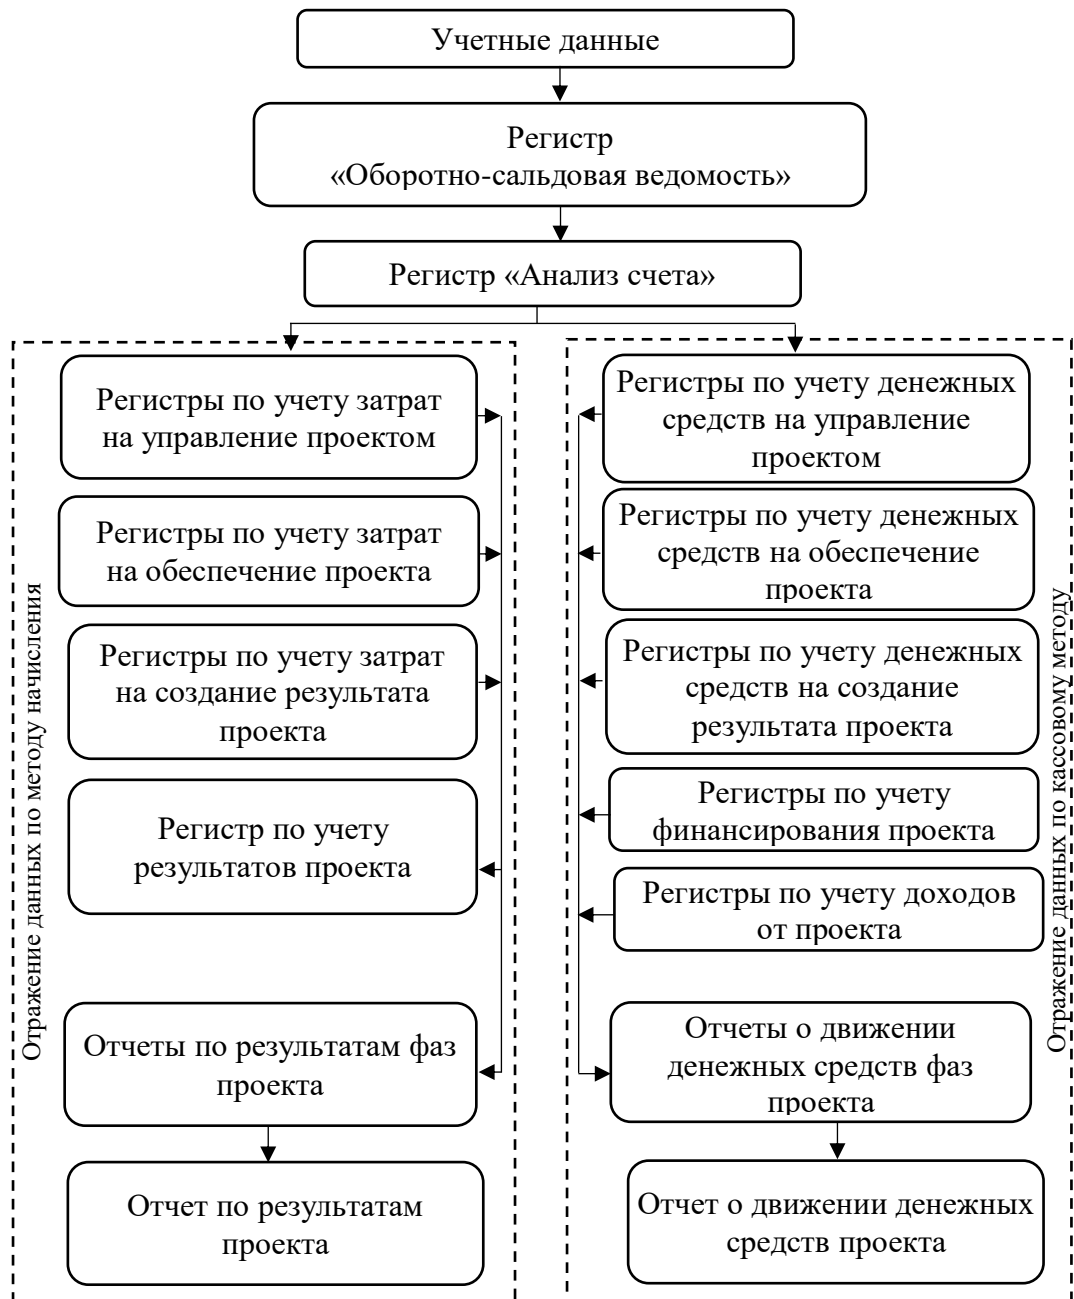 Учетные данные
Регистр
«Оборотно-сальдовая ведомость»
Регистр «Анализ счета»
Отражение данных по методу начисления
Регистры по учету затрат
на управление проектом
Регистры по учету затрат
на обеспечение проекта
Регистры по учету затрат
на создание результата
проекта
Регистр по учету
результатов проекта
Отчеты по результатам фаз
проекта
Отчет по результатам
проекта
Регистры по учету денежных
средств на управление
проектом
Регистры по учету денежных
средств на обеспечение
проекта
Регистры по учету денежных
средств на создание
результата проекта
Регистры по учету
финансирования проекта
Регистры по учету доходов
от проекта
Отчеты о движении
денежных средств фаз
проекта
Отчет о движении денежных
средств проекта
Отражение данных по кассовому методу